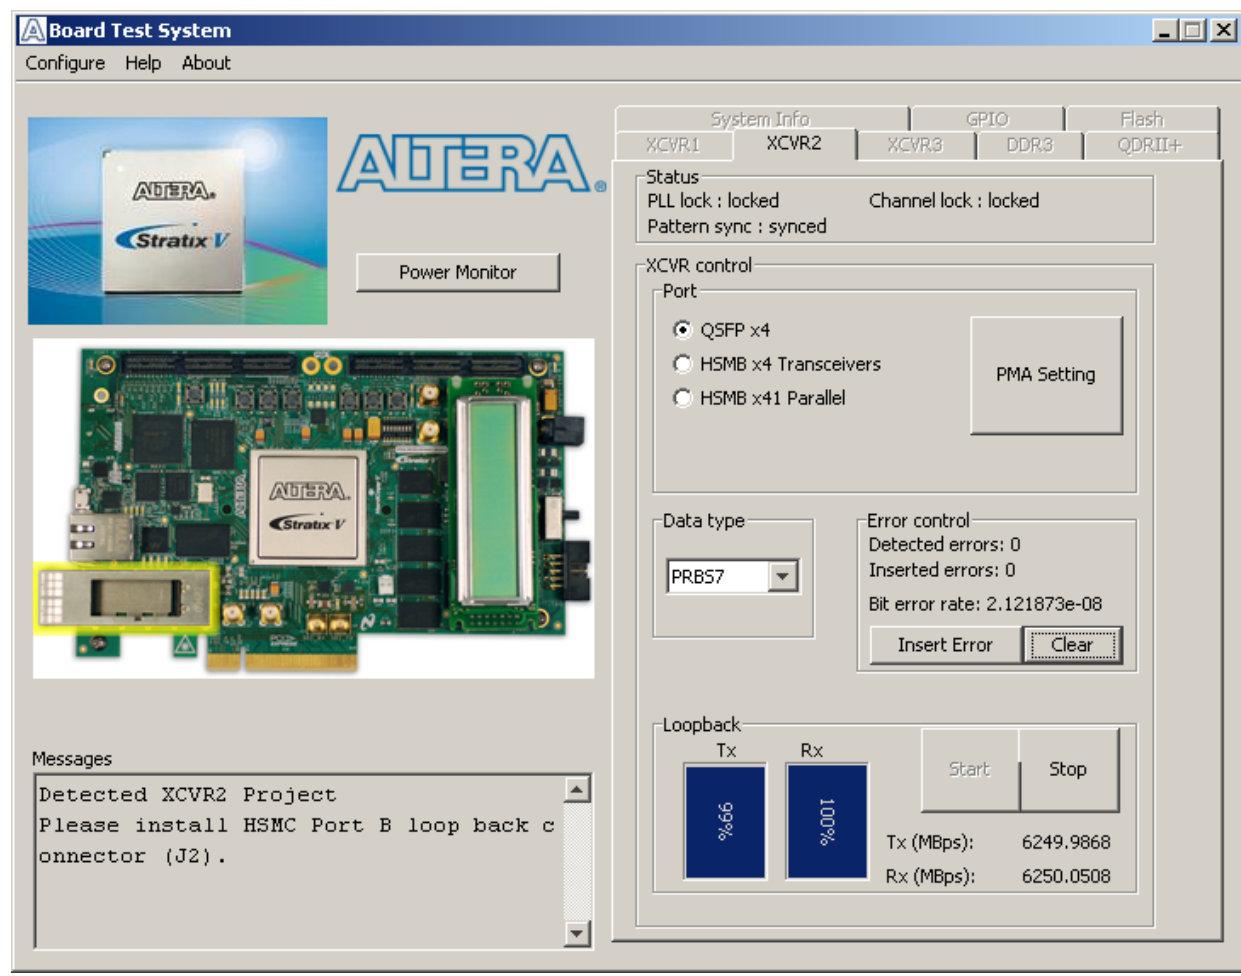 Board Test System
Configure Help About
ALTERA
Stratix V
ALTERA
Power Monitor
ALTERA
Stratix V
Messages
Detected XCVR2 Project
Please install HSMC Port B loop back c
onnector (J2).
System Info GPIO Flash
XCVR1 XCVR2 XCVR3 DDR3 QDRII+
Status
PLL lock : locked Channel lock : locked
Pattern sync : synced
XCVR control
Port
QSFP x4
HSMB x4 Transceivers
HSMB x41 Parallel
PMA Setting
Data type
PRBS7
Error control
Detected errors: 0
Inserted errors: 0
Bit error rate: 2.121873e-08
Insert Error Clear
Loopback
Tx Rx
99% 100%
Start Stop
Tx (MBps): 6249.9868
Rx (MBps): 6250.0508